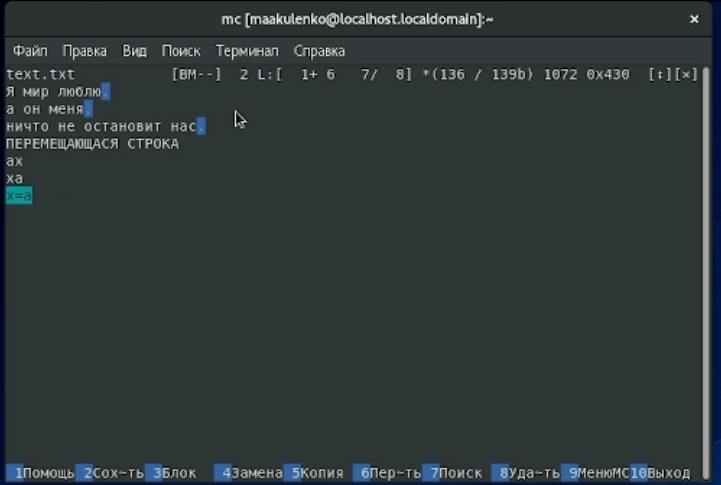 mc [maakulenko@localhost.localdomain]:~ ×
Файл Правка Вид Поиск Терминал Справка
text.txt [BM--] 2 L:[ 1+ 6 7/ 8] *(136 / 139b) 1072 0x430 [↕][×]
Я мир люблю.
а он меня.
ничто не остановит нас.
ПЕРЕМЕЩАЮЩАСЯ СТРОКА
ах
ха
х=а
1Помощь 2Сох~ть 3Блок 4Замена 5Копия 6Пер~ть 7Поиск 8Уда~ть 9МенюMC 10Выход